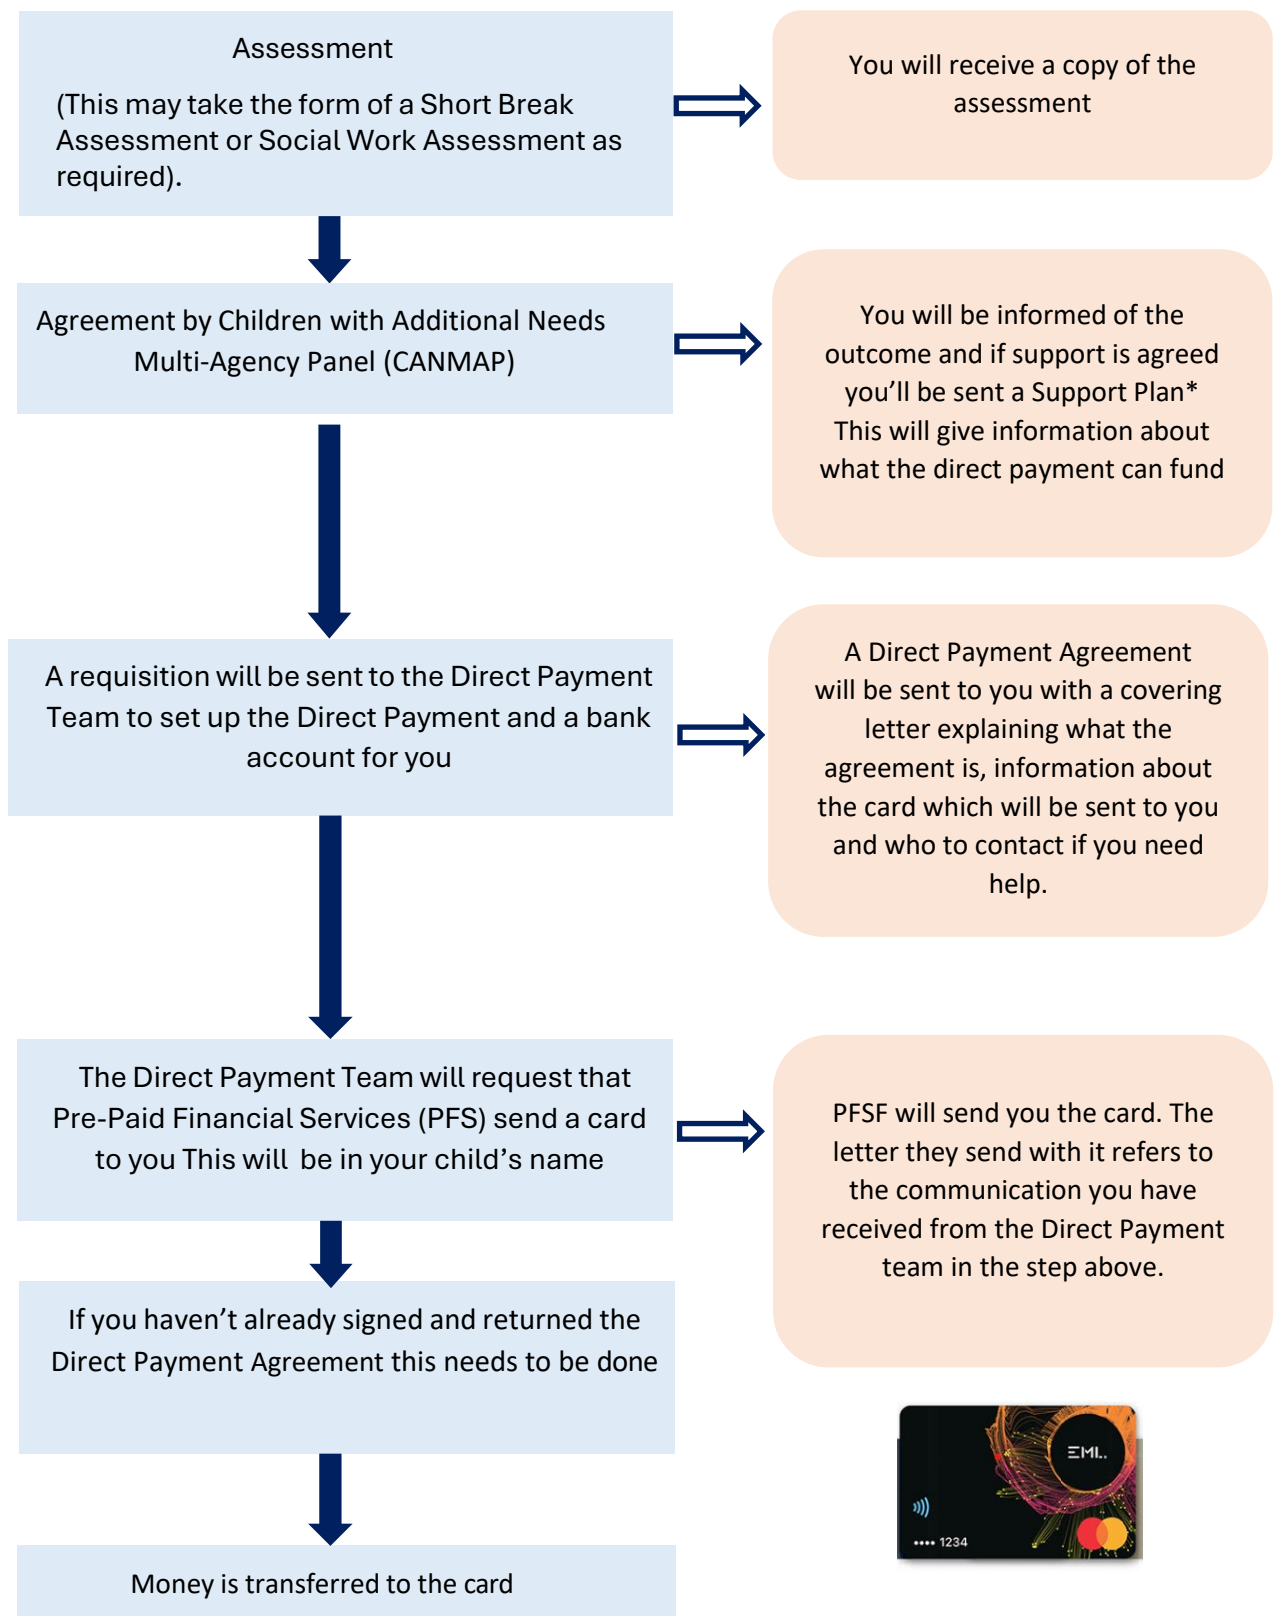 Assessment
(This may take the form of a Short Break
Assessment or Social Work Assessment as
required).
You will receive a copy of the
assessment
Agreement by Children with Additional Needs
Multi-Agency Panel (CANMAP)
You will be informed of the
outcome and if support is agreed
you’ll be sent a Support Plan*
This will give information about
what the direct payment can fund
A requisition will be sent to the Direct Payment
Team to set up the Direct Payment and a bank
account for you
A Direct Payment Agreement
will be sent to you with a covering
letter explaining what the
agreement is, information about
the card which will be sent to you
and who to contact if you need
help.
The Direct Payment Team will request that
Pre-Paid Financial Services (PFS) send a card
to you This will be in your child’s name
PFSF will send you the card. The
letter they send with it refers to
the communication you have
received from the Direct Payment
team in the step above.
If you haven’t already signed and returned the
Direct Payment Agreement this needs to be done
EML.
•••• 1234
Money is transferred to the card